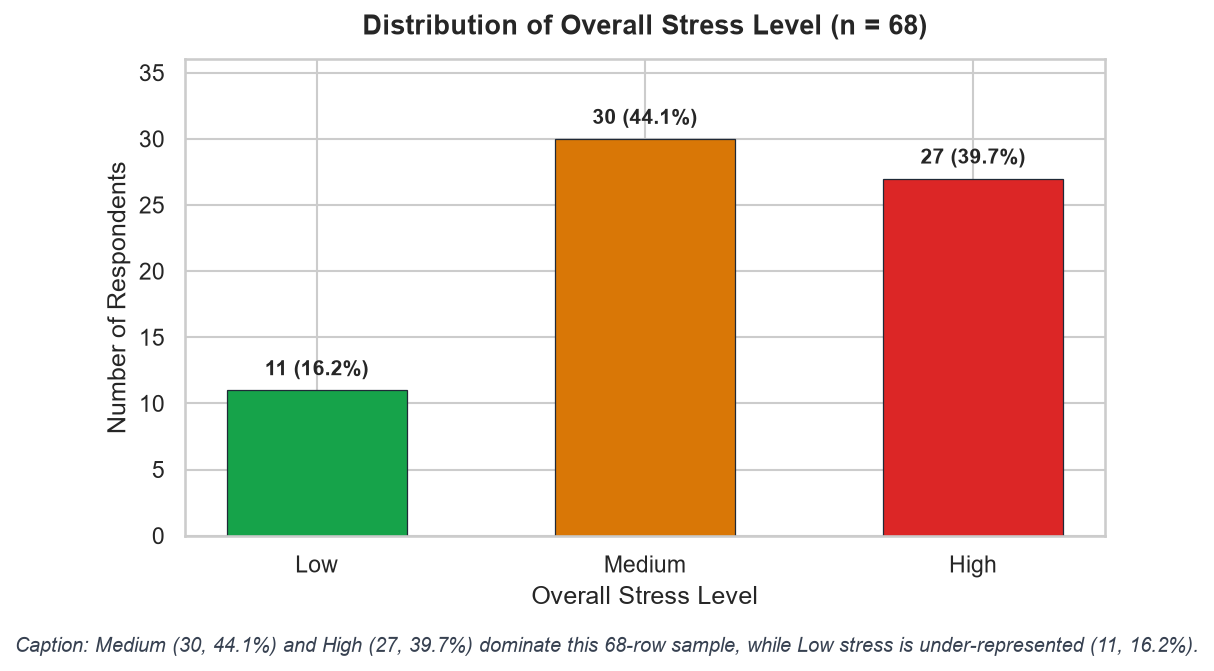 Distribution of Overall Stress Level (n = 68)
Number of Respondents
35
30
25
20
15
10
5
0
11 (16.2%)
30 (44.1%)
27 (39.7%)
Low
Medium
High
Overall Stress Level
Caption: Medium (30, 44.1%) and High (27, 39.7%) dominate this 68-row sample, while Low stress is under-represented (11, 16.2%).